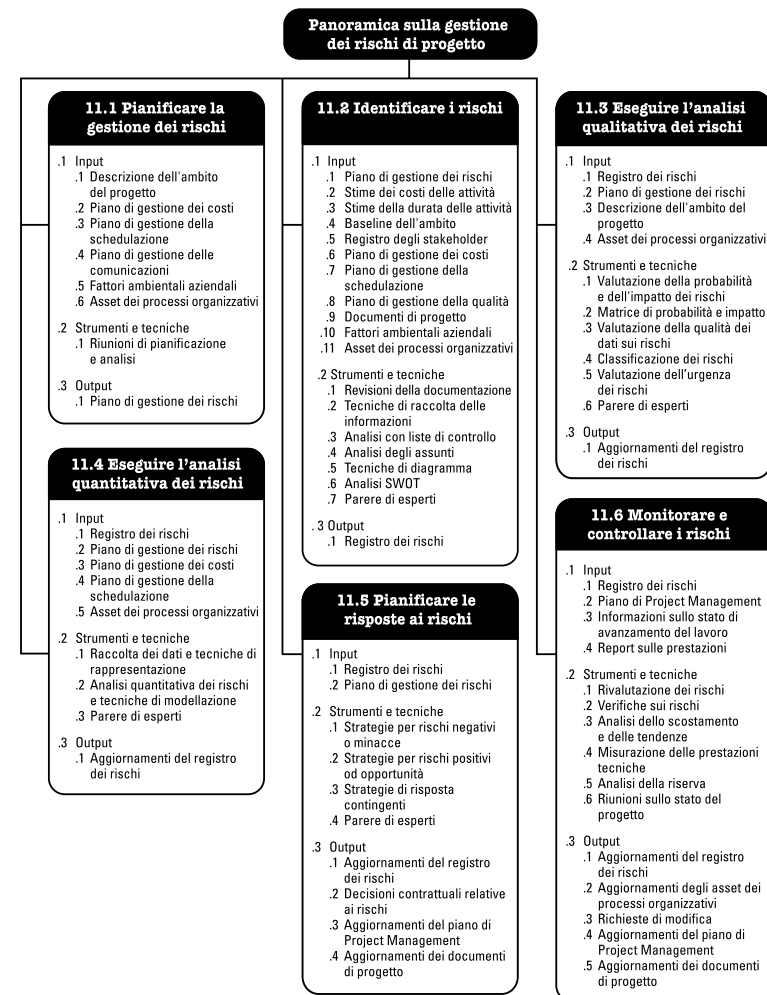 Panoramica sulla gestione
dei rischi di progetto
11.1 Pianificare la
gestione dei rischi
.1 Input
.1 Descrizione dell'ambito
del progetto
.2 Piano di gestione dei costi
.3 Piano di gestione della
schedulazione
.4 Piano di gestione delle
comunicazioni
.5 Fattori ambientali aziendali
.6 Asset dei processi organizzativi
.2 Strumenti e tecniche
.1 Riunioni di pianificazione
e analisi
.3 Output
.1 Piano di gestione dei rischi
11.2 Identificare i rischi
.1 Input
.1 Piano di gestione dei rischi
.2 Stime dei costi delle attività
.3 Stime della durata delle attività
.4 Baseline dell'ambito
.5 Registro degli stakeholder
.6 Piano di gestione dei costi
.7 Piano di gestione della
schedulazione
.8 Piano di gestione della qualità
.9 Documenti di progetto
.10 Fattori ambientali aziendali
.11 Asset dei processi organizzativi
.2 Strumenti e tecniche
.1 Revisioni della documentazione
.2 Tecniche di raccolta delle
informazioni
.3 Analisi con liste di controllo
.4 Analisi degli assunti
.5 Tecniche di diagramma
.6 Analisi SWOT
.7 Parere di esperti
. 3 Output
.1 Registro dei rischi
11.3 Eseguire l'analisi
qualitativa dei rischi
.1 Input
.1 Registro dei rischi
.2 Piano di gestione dei rischi
.3 Descrizione dell'ambito del
progetto
.4 Asset dei processi organizzativi
.2 Strumenti e tecniche
.1 Valutazione della probabilità
e dell'impatto dei rischi
.2 Matrice di probabilità e impatto
.3 Valutazione della qualità dei
dati sui rischi
.4 Classificazione dei rischi
.5 Valutazione dell'urgenza
dei rischi
.6 Parere di esperti
.3 Output
.1 Aggiornamenti del registro
dei rischi
11.4 Eseguire l'analisi
quantitativa dei rischi
.1 Input
.1 Registro dei rischi
.2 Piano di gestione dei rischi
.3 Piano di gestione dei costi
.4 Piano di gestione della
schedulazione
.5 Asset dei processi organizzativi
.2 Strumenti e tecniche
.1 Raccolta dei dati e tecniche di
rappresentazione
.2 Analisi quantitativa dei rischi
e tecniche di modellazione
.3 Parere di esperti
.3 Output
.1 Aggiornamenti del registro
dei rischi
11.5 Pianificare le
risposte ai rischi
.1 Input
.1 Registro dei rischi
.2 Piano di gestione dei rischi
.2 Strumenti e tecniche
.1 Strategie per rischi negativi
o minacce
.2 Strategie per rischi positivi
od opportunità
.3 Strategie di risposta
contingenti
.4 Parere di esperti
.3 Output
.1 Aggiornamenti del registro
dei rischi
.2 Decisioni contrattuali relative
ai rischi
.3 Aggiornamenti del piano di
Project Management
.4 Aggiornamenti dei documenti
di progetto
11.6 Monitorare e
controllare i rischi
.1 Input
.1 Registro dei rischi
.2 Piano di Project Management
.3 Informazioni sullo stato di
avanzamento del lavoro
.4 Report sulle prestazioni
.2 Strumenti e tecniche
.1 Rivalutazione dei rischi
.2 Verifiche sui rischi
.3 Analisi dello scostamento
e delle tendenze
.4 Misurazione delle prestazioni
tecniche
.5 Analisi della riserva
.6 Riunioni sullo stato del
progetto
.3 Output
.1 Aggiornamenti del registro
dei rischi
.2 Aggiornamenti degli asset dei
processi organizzativi
.3 Richieste di modifica
.4 Aggiornamenti del piano di
Project Management
.5 Aggiornamenti dei documenti
di progetto